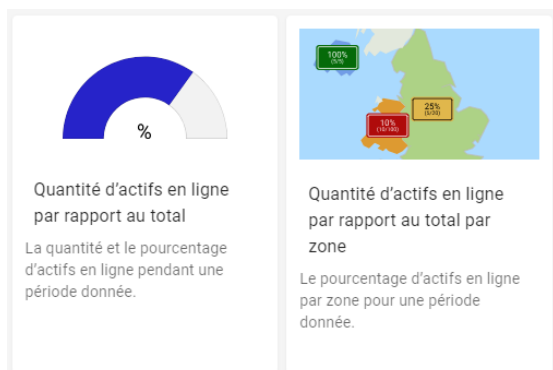 %
Quantité d'actifs en ligne
par rapport au total
La quantité et le pourcentage
d'actifs en ligne pendant une
période donnée.
100%
(5/5)
25%
(5/20)
10%
(10/100)
Quantité d'actifs en ligne
par rapport au total par
zone
Le pourcentage d'actifs en ligne
par zone pour une période
donnée.